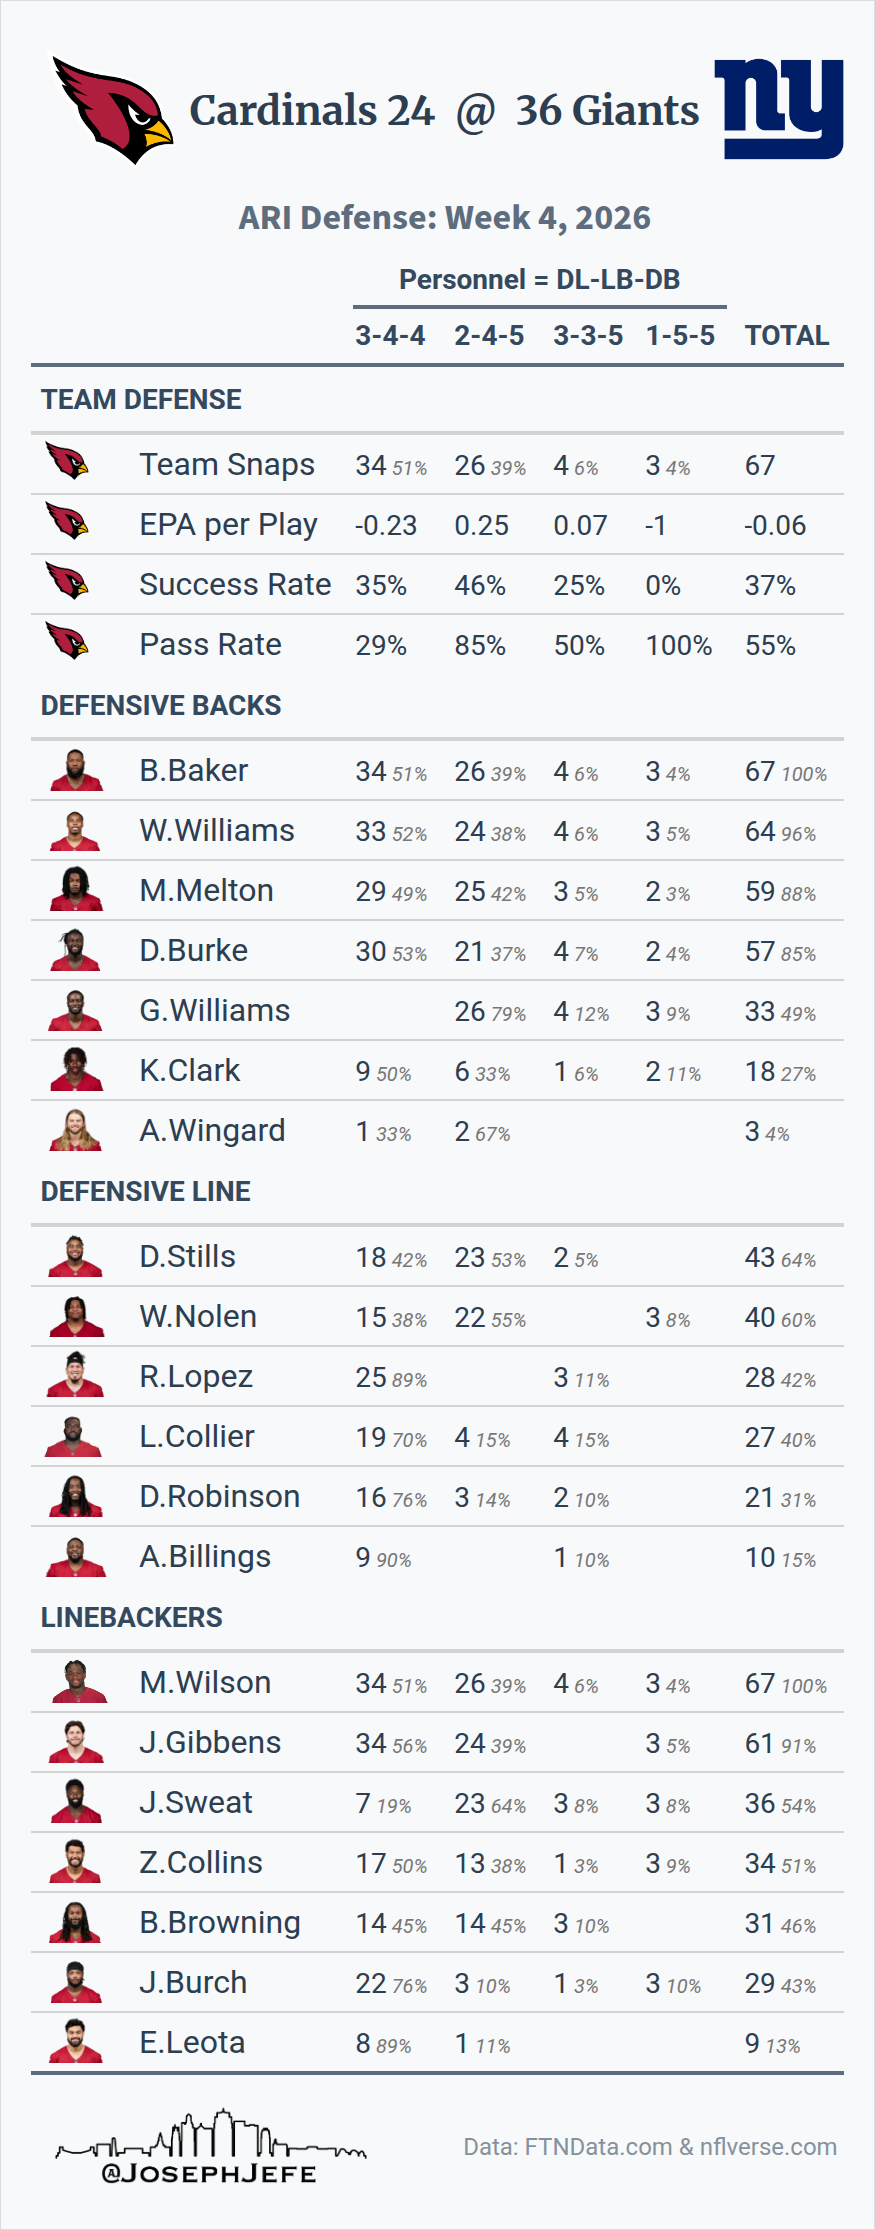 Cardinals 24 @ 36 Giants
ny
ARI Defense: Week 4, 2026
Personnel = DL-LB-DB
3-4-4 2-4-5 3-3-5 1-5-5 TOTAL
TEAM DEFENSE
Team Snaps 34 51% 26 39% 4 6% 3 4% 67
EPA per Play -0.23 0.25 0.07 -1 -0.06
Success Rate 35% 46% 25% 0% 37%
Pass Rate 29% 85% 50% 100% 55%
DEFENSIVE BACKS
B.Baker 34 51% 26 39% 4 6% 3 4% 67 100%
W.Williams 33 52% 24 38% 4 6% 3 5% 64 96%
M.Melton 29 49% 25 42% 3 5% 2 3% 59 88%
D.Burke 30 53% 21 37% 4 7% 2 4% 57 85%
G.Williams 26 79% 4 12% 3 9% 33 49%
K.Clark 9 50% 6 33% 1 6% 2 11% 18 27%
A.Wingard 1 33% 2 67% 3 4%
DEFENSIVE LINE
D.Stills 18 42% 23 53% 2 5% 43 64%
W.Nolen 15 38% 22 55% 3 8% 40 60%
R.Lopez 25 89% 3 11% 28 42%
L.Collier 19 70% 4 15% 4 15% 27 40%
D.Robinson 16 76% 3 14% 2 10% 21 31%
A.Billings 9 90% 1 10% 10 15%
LINEBACKERS
M.Wilson 34 51% 26 39% 4 6% 3 4% 67 100%
J.Gibbens 34 56% 24 39% 3 5% 61 91%
J.Sweat 7 19% 23 64% 3 8% 3 8% 36 54%
Z.Collins 17 50% 13 38% 1 3% 3 9% 34 51%
B.Browning 14 45% 14 45% 3 10% 31 46%
J.Burch 22 76% 3 10% 1 3% 3 10% 29 43%
E.Leota 8 89% 1 11% 9 13%
@JOSEPHJEFE
Data: FTNData.com & nflverse.com